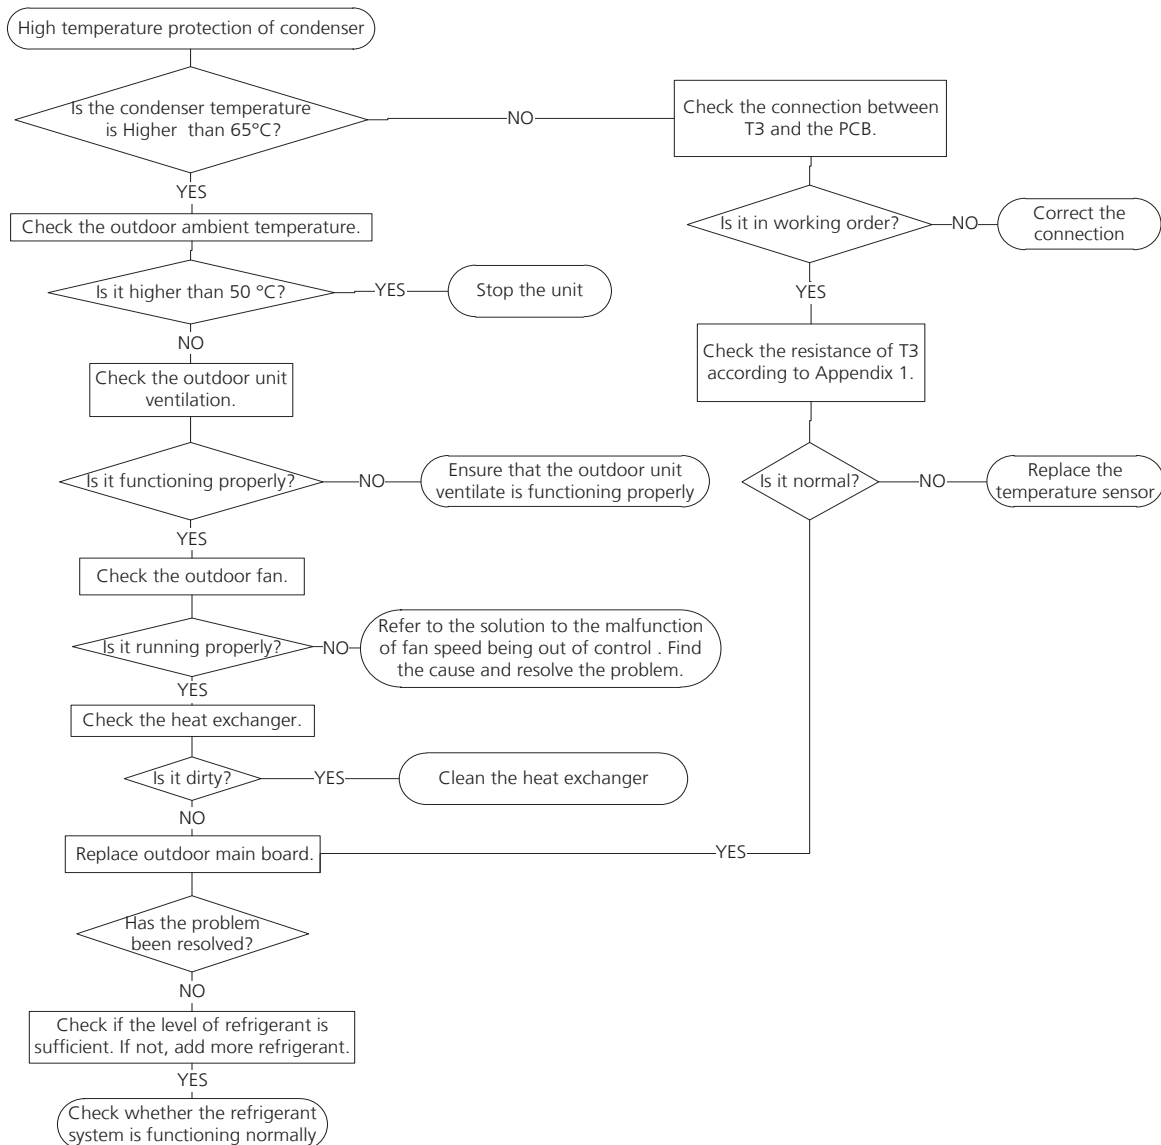 High temperature protection of condenser
Is the condenser temperature
is Higher than 65°C?
NO
Check the connection between
T3 and the PCB.
YES
Check the outdoor ambient temperature.
Is it in working order?
NO
Correct the
connection
Is it higher than 50 °C?
YES
Stop the unit
YES
NO
Check the resistance of T3
according to Appendix 1.
Check the outdoor unit
ventilation.
Is it functioning properly?
NO
Ensure that the outdoor unit
ventilate is functioning properly
Is it normal?
NO
Replace the
temperature sensor
YES
Check the outdoor fan.
Is it running properly?
NO
Refer to the solution to the malfunction
of fan speed being out of control . Find
the cause and resolve the problem.
YES
Check the heat exchanger.
Is it dirty?
YES
Clean the heat exchanger
NO
Replace outdoor main board.
YES
Has the problem
been resolved?
NO
Check if the level of refrigerant is
sufficient. If not, add more refrigerant.
YES
Check whether the refrigerant
system is functioning normally